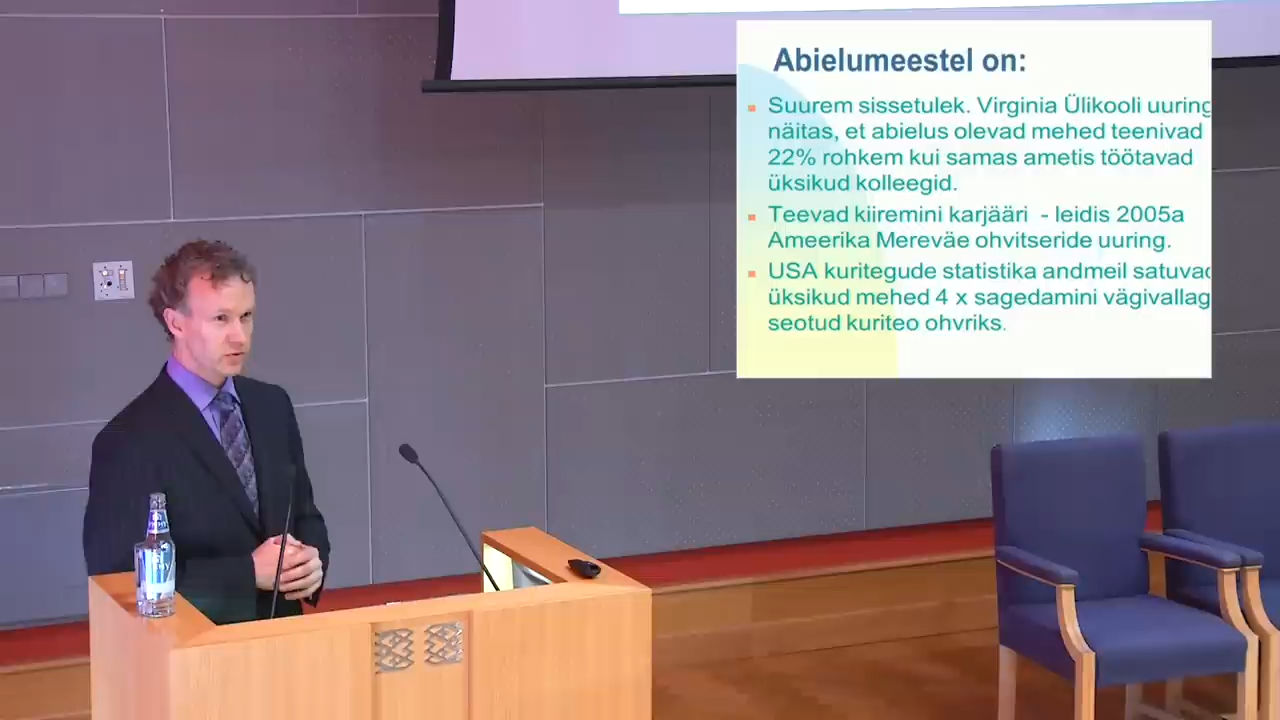 Abielumeestel on:
Suurem sissetulek. Virginia Ülikooli uuring
näitas, et abielus olevad mehed teenivad
22% rohkem kui samas ametis töötavad
üksikud kolleegid.
Teevad kiiremini karjääri - leidis 2005a
Ameerika Mereväe ohvitseride uuring.
USA kuritegude statistika andmeil satuvad
üksikud mehed 4 x sagedamini vägivallag
seotud kuriteo ohvriks.